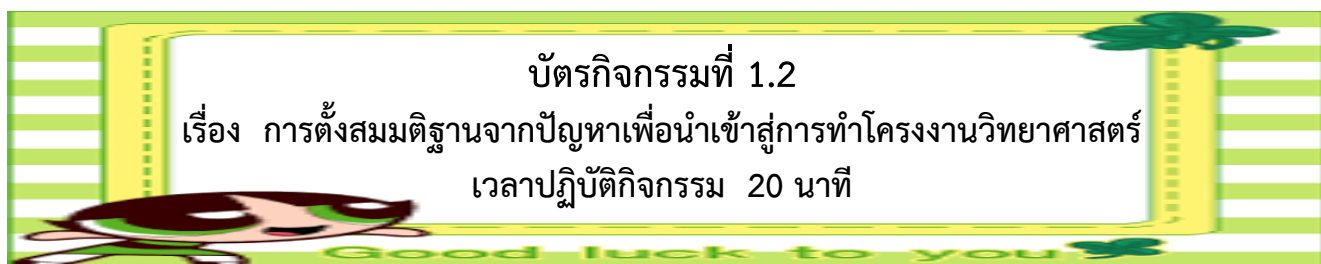 บัตรกิจกรรมที่ 1.2
เรื่อง การตั้งสมมติฐานจากปัญหาเพื่อนำเข้าสู่การทำโครงงานวิทยาศาสตร์
เวลาปฏิบัติกิจกรรม 20 นาที
Good luck to you